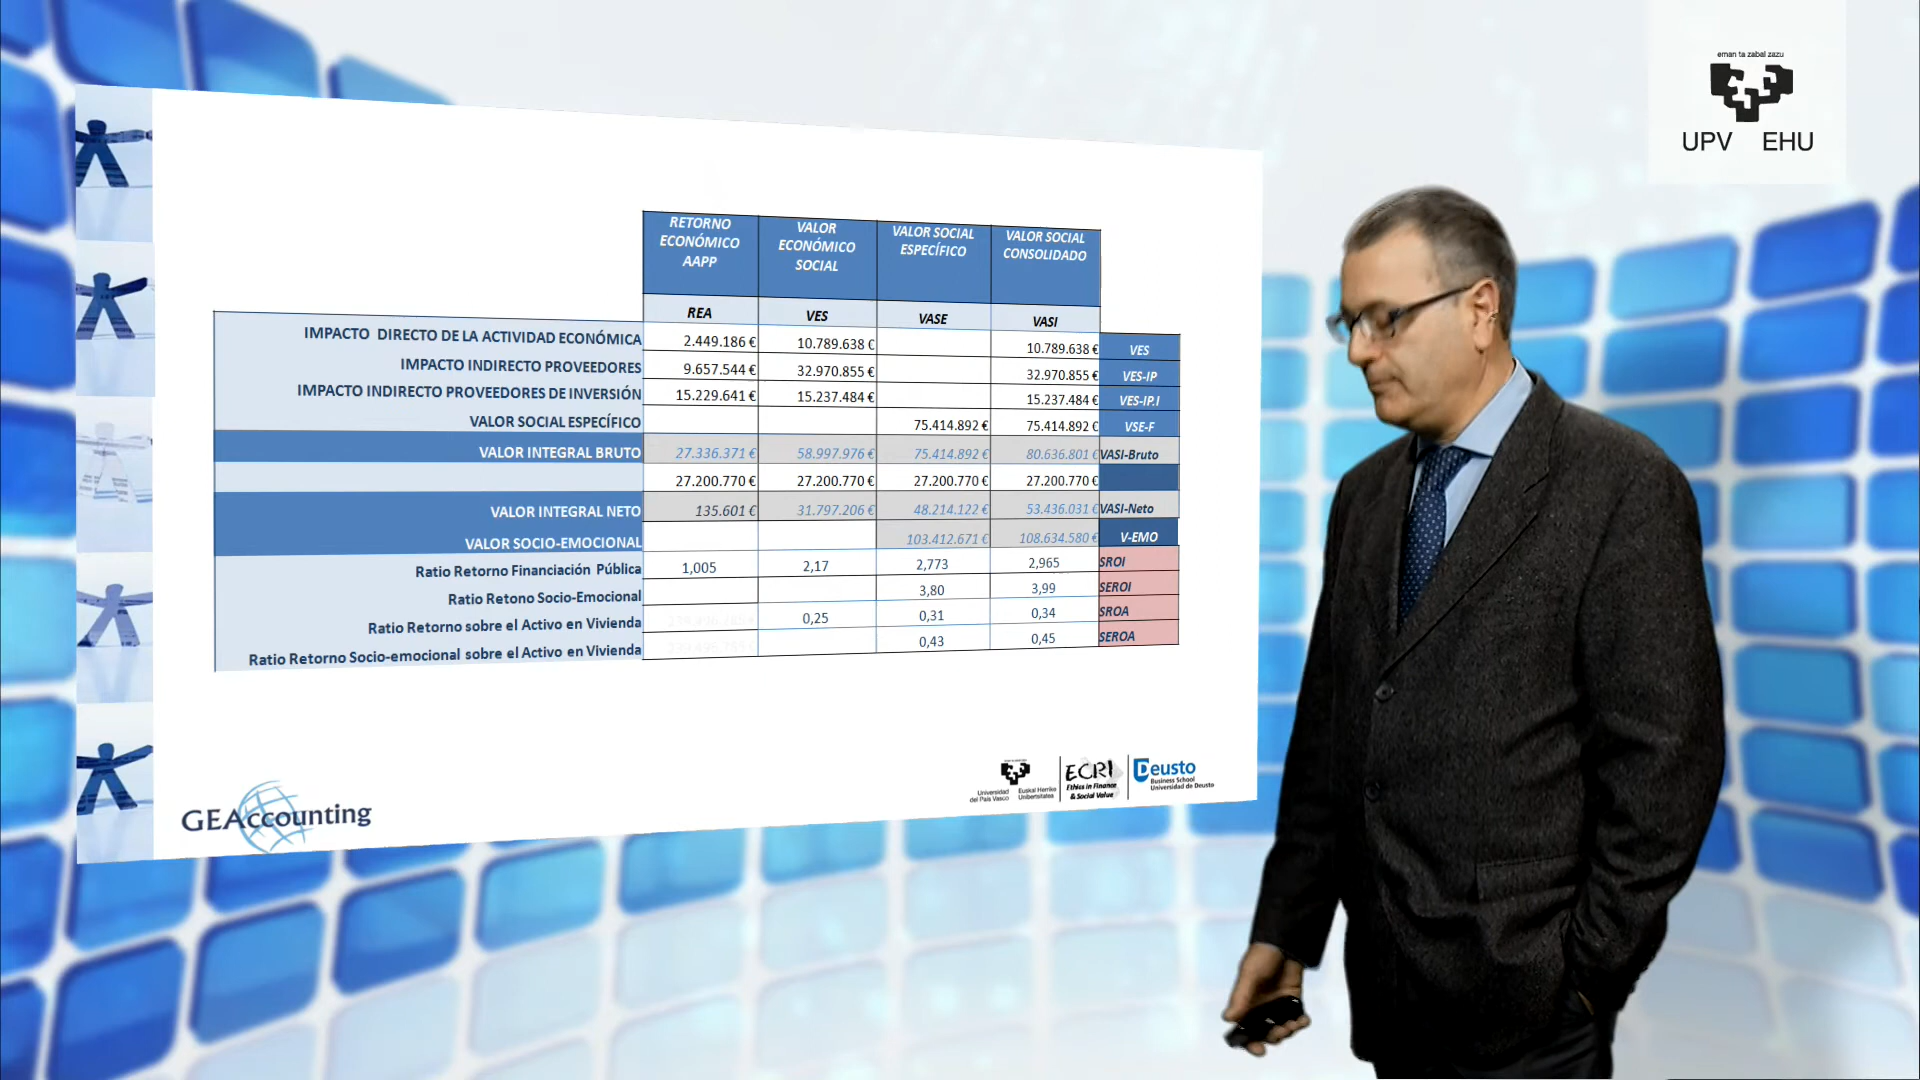 eman ta zabal zazu
UPV EHU
RETORNO ECONÓMICO AAPP
VALOR ECONÓMICO SOCIAL
VALOR SOCIAL ESPECÍFICO
VALOR SOCIAL CONSOLIDADO
REA VES VASE VASI
IMPACTO DIRECTO DE LA ACTIVIDAD ECONÓMICA 2.449.186 € 10.789.638 € 10.789.638 € VES
IMPACTO INDIRECTO PROVEEDORES 9.657.544 € 32.970.855 € 32.970.855 € VES-IP
IMPACTO INDIRECTO PROVEEDORES DE INVERSIÓN 15.229.641 € 15.237.484 € 15.237.484 € VES-IP.I
VALOR SOCIAL ESPECÍFICO 75.414.892 € 75.414.892 € VSE-F
VALOR INTEGRAL BRUTO 27.336.371 € 58.997.976 € 75.414.892 € 80.636.801 € VASI-Bruto
27.200.770 € 27.200.770 € 27.200.770 € 27.200.770 €
VALOR INTEGRAL NETO 135.601 € 31.797.206 € 48.214.122 € 53.436.031 € VASI-Neto
VALOR SOCIO-EMOCIONAL 103.412.671 € 108.634.580 € V-EMO
Ratio Retorno Financiación Pública 1,005 2,17 2,773 2,965 SROI
Ratio Retono Socio-Emocional 3,80 3,99 SEROI
Ratio Retorno sobre el Activo en Vivienda 0,25 0,31 0,34 SROA
Ratio Retorno Socio-emocional sobre el Activo en Vivienda 0,43 0,45 SEROA
GEAccounting
Universidad del País Vasco
Euskal Herriko Unibertsitatea
ECRI
Ethics in Finance
& Social Value
Deusto
Business School
Universidad de Deusto